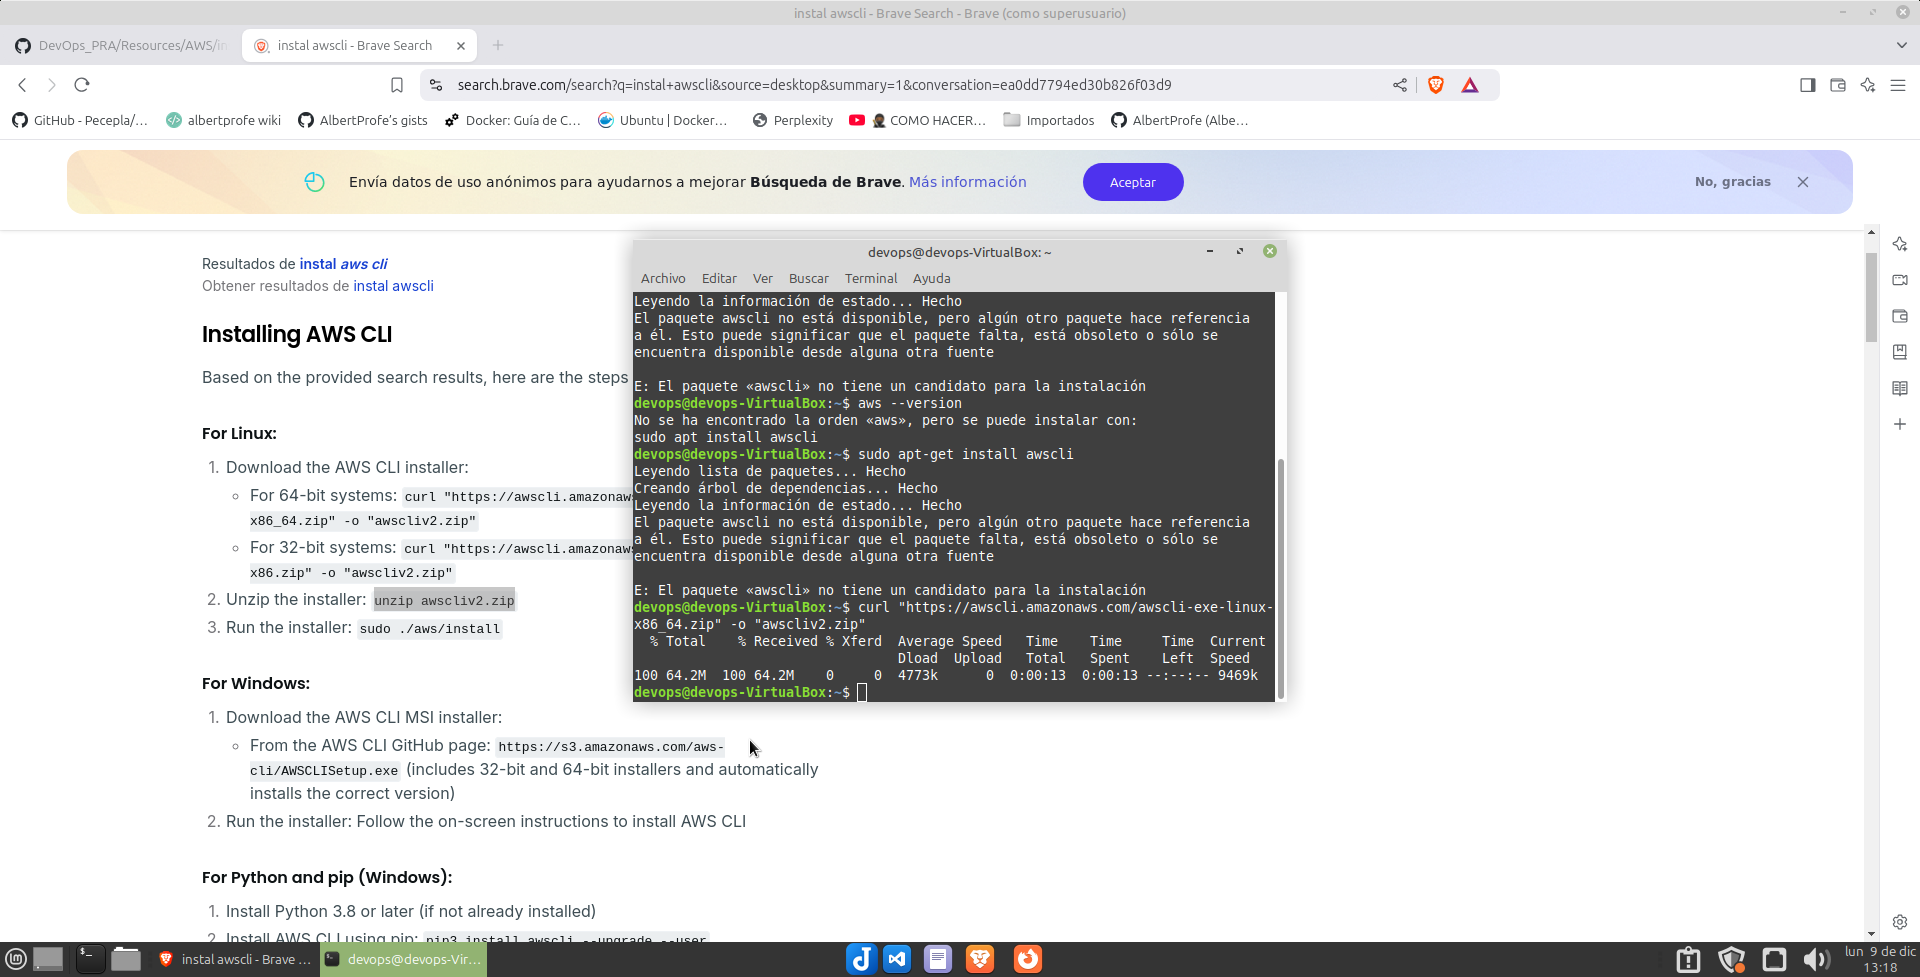 instal awscli - Brave Search - Brave (como superusuario)
DevOps_PRA/Resources/AWS/in
instal awscli - Brave Search
search.brave.com/search?q=instal+awscli&source=desktop&summary=1&conversation=ea0dd7794ed30b826f03d9
GitHub - Pecepla/...
albertprofe wiki
AlbertProfe's gists
Docker: Guía de C...
Ubuntu | Docker...
Perplexity
COMO HACER...
Importados
AlbertProfe (Albe...
Envía datos de uso anónimos para ayudarnos a mejorar Búsqueda de Brave. Más información
Aceptar
No, gracias
Resultados de instal aws cli
Obtener resultados de instal awscli
Installing AWS CLI
Based on the provided search results, here are the steps
For Linux:
1. Download the AWS CLI installer:
For 64-bit systems: curl "https://awscli.amazonaws
x86_64.zip" -o "awscliv2.zip"
For 32-bit systems: curl "https://awscli.amazonaws
x86.zip" -o "awscliv2.zip"
2. Unzip the installer: unzip awscliv2.zip
3. Run the installer: sudo ./aws/install
For Windows:
1. Download the AWS CLI MSI installer:
From the AWS CLI GitHub page: https://s3.amazonaws.com/aws-
cli/AWSCLISetup.exe (includes 32-bit and 64-bit installers and automatically
installs the correct version)
2. Run the installer: Follow the on-screen instructions to install AWS CLI
For Python and pip (Windows):
1. Install Python 3.8 or later (if not already installed)
2. Install AWS CLI using pip: pip3 install awscli --upgrade --user
devops@devops-VirtualBox: ~
Archivo Editar Ver Buscar Terminal Ayuda
Leyendo la información de estado... Hecho
El paquete awscli no está disponible, pero algún otro paquete hace referencia
a él. Esto puede significar que el paquete falta, está obsoleto o sólo se
encuentra disponible desde alguna otra fuente
E: El paquete «awscli» no tiene un candidato para la instalación
devops@devops-VirtualBox:~$ aws --version
No se ha encontrado la orden «aws», pero se puede instalar con:
sudo apt install awscli
devops@devops-VirtualBox:~$ sudo apt-get install awscli
Leyendo lista de paquetes... Hecho
Creando árbol de dependencias... Hecho
Leyendo la información de estado... Hecho
El paquete awscli no está disponible, pero algún otro paquete hace referencia
a él. Esto puede significar que el paquete falta, está obsoleto o sólo se
encuentra disponible desde alguna otra fuente
E: El paquete «awscli» no tiene un candidato para la instalación
devops@devops-VirtualBox:~$ curl "https://awscli.amazonaws.com/awscli-exe-linux-
x86_64.zip" -o "awscliv2.zip"
% Total % Received % Xferd Average Speed Time Time Time Current
Dload Upload Total Spent Left Speed
100 64.2M 100 64.2M 0 0 4773k 0 0:00:13 0:00:13 --:--:-- 9469k
devops@devops-VirtualBox:~$
instal awscli - Brave ...
devops@devops-Vir...
lun 9 de dic
13:18